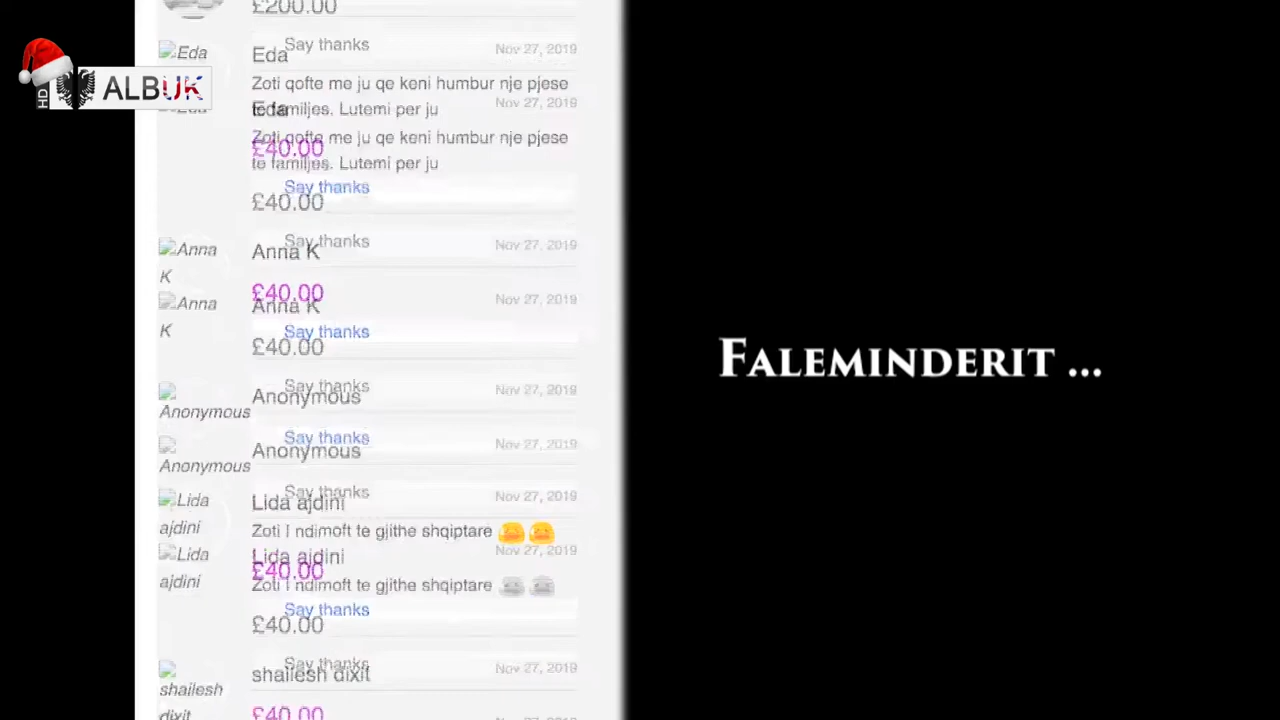 £200.00
Say thanks
Nov 27, 2019
Eda
Eda
Zoti qofte me ju qe keni humbur nje pjese
te familjes. Lutemi per ju
HD ALBUK
Nov 27, 2019
Eda
Eda
Zoti qofte me ju qe keni humbur nje pjese
£40.00
te familjes. Lutemi per ju
Say thanks
£40.00
Say thanks
Nov 27, 2019
Anna
K
Anna K
£40.00
Anna
K
Anna K
Nov 27, 2019
Say thanks
£40.00
Say thanks
Nov 27, 2019
Anonymous
Anonymous
Say thanks
Nov 27, 2019
Anonymous
Anonymous
Say thanks
Nov 27, 2019
Lida
ajdini
Lida ajdini
Zoti I ndimoft te gjithe shqiptare 
Nov 27, 2019
Lida
ajdini
Lida ajdini
£40.00
Zoti I ndimoft te gjithe shqiptare
Say thanks
£40.00
Say thanks
Nov 27, 2019
shailesh
dixit
shailesh dixit
£40.00
FALEMINDERIT ...